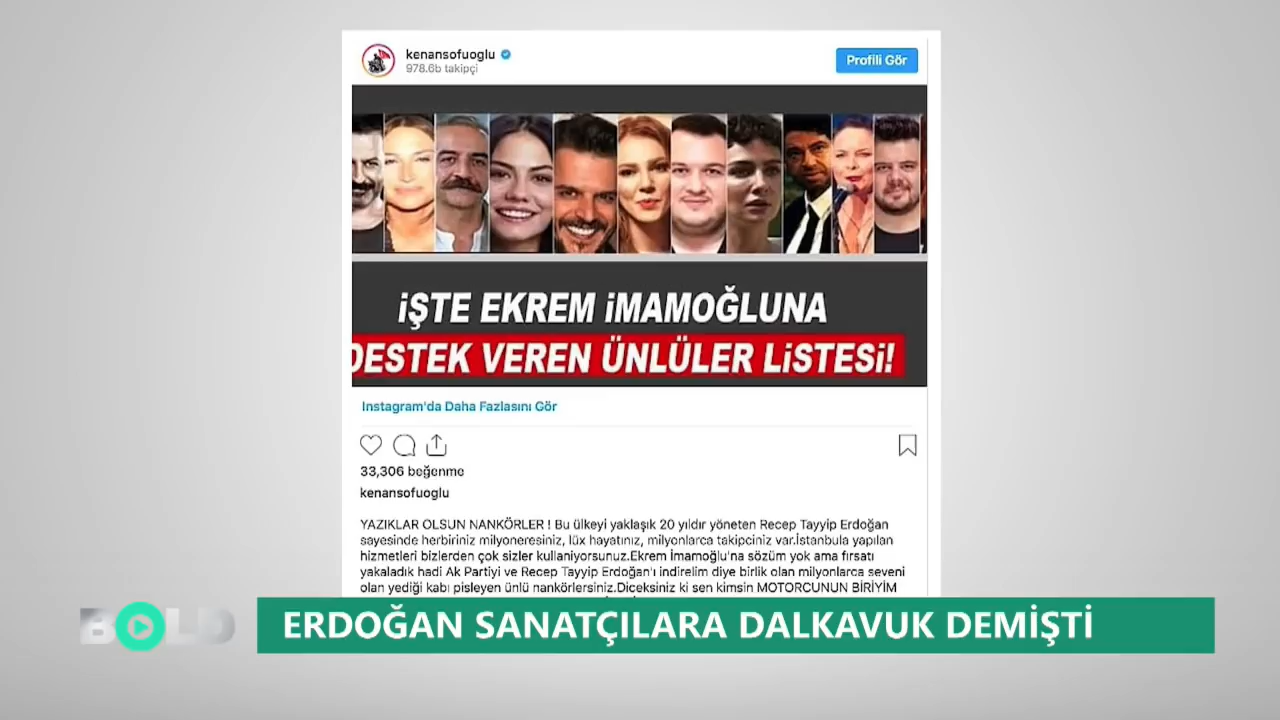 kenansofuoglu
978.6b takipçi
Profili Gör
İŞTE EKREM İMAMOĞLUNA
DESTEK VEREN ÜNLÜLER LİSTESİ!
Instagram'da Daha Fazlasını Gör
33,306 beğenme
kenansofuoglu
YAZIKLAR OLSUN NANKÖRLER ! Bu ülkeyi yaklaşık 20 yıldır yöneten Recep Tayyip Erdoğan
sayesinde herbiriniz milyoneresiniz, lüx hayatınız, milyonlarca takipciniz var.İstanbula yapılan
hizmetleri bizlerden çok sizler kullanıyorsunuz.Ekrem İmamoğlu'na sözüm yok ama fırsatı
yakaladık hadi Ak Partiyi ve Recep Tayyip Erdoğan'ı indirelim diye birlik olan milyonlarca seveni
olan yediği kabı pisleyen ünlü nankörlersiniz.Diceksiniz ki sen kimsin MOTORCUNUN BİRİYİM
BOLD
ERDOĞAN SANATÇILARA DALKAVUK DEMİŞTİ